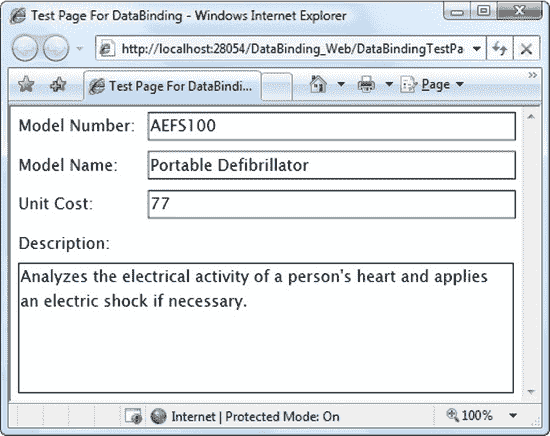 Test Page For DataBinding - Windows Internet Explorer
http://localhost:28054/DataBinding_Web/DataBindingTestPa
Test Page For DataBindi...
Page
Model Number: AEFS100
Model Name: Portable Defibrillator
Unit Cost: 77
Description:
Analyzes the electrical activity of a person's heart and applies
an electric shock if necessary.
Internet | Protected Mode: On
100%